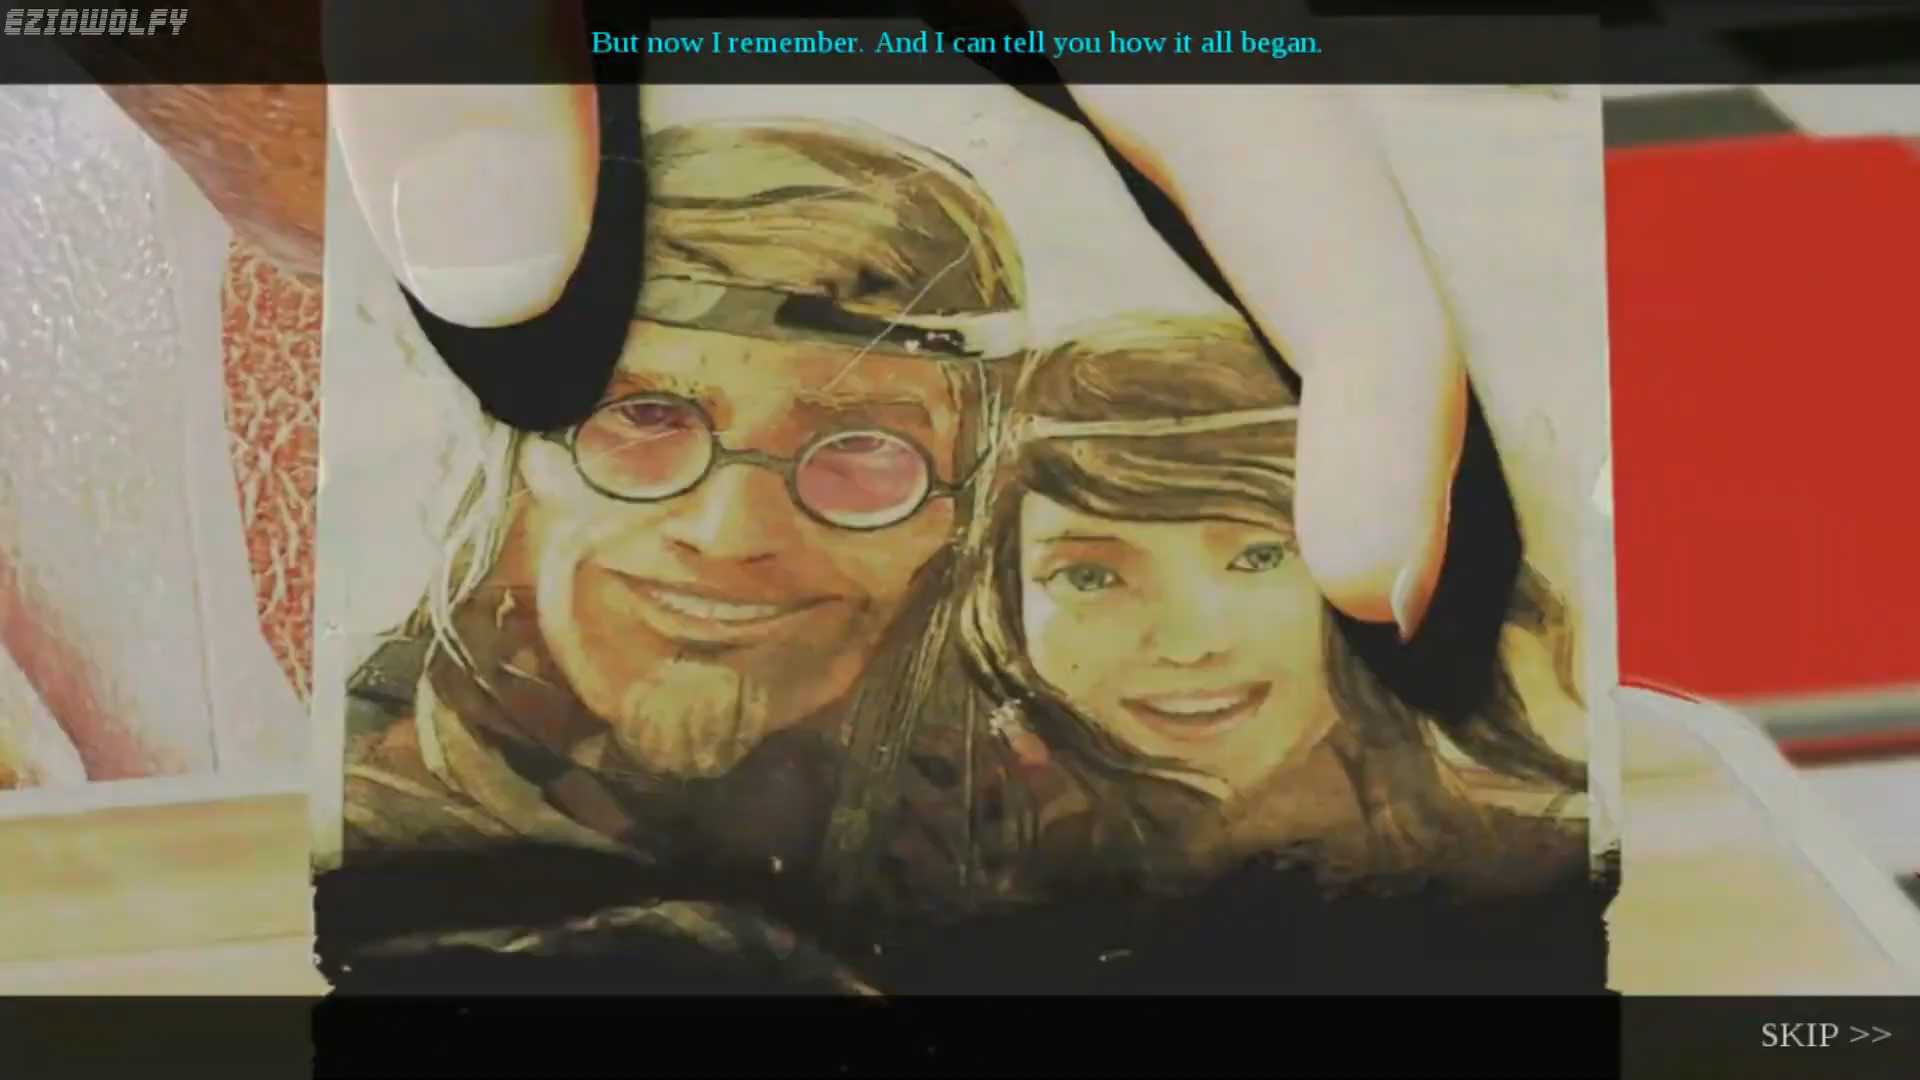 EZIOWOLFY
But now I remember. And I can tell you how it all began.
SKIP >>